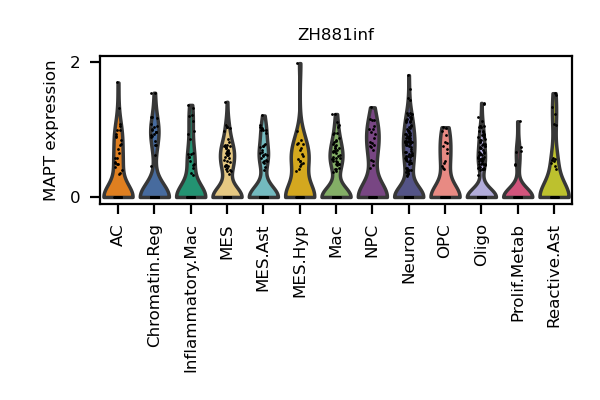 ZH881inf
MAPT expression
2
0
AC
Chromatin.Reg
Inflammatory.Mac
MES
MES.Ast
MES.Hyp
Mac
NPC
Neuron
OPC
Oligo
Prolif.Metab
Reactive.Ast